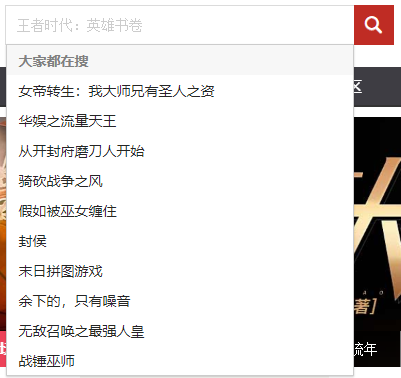 王者时代：英雄书卷
大家都在搜
女帝转生：我大师兄有圣人之资
区
华娱之流量天王
从开封府磨刀人开始
骑砍战争之风
假如被巫女缠住
封侯
末日拼图游戏
余下的，只有噪音
著]
无敌召唤之最强人皇
流年
战锤巫师